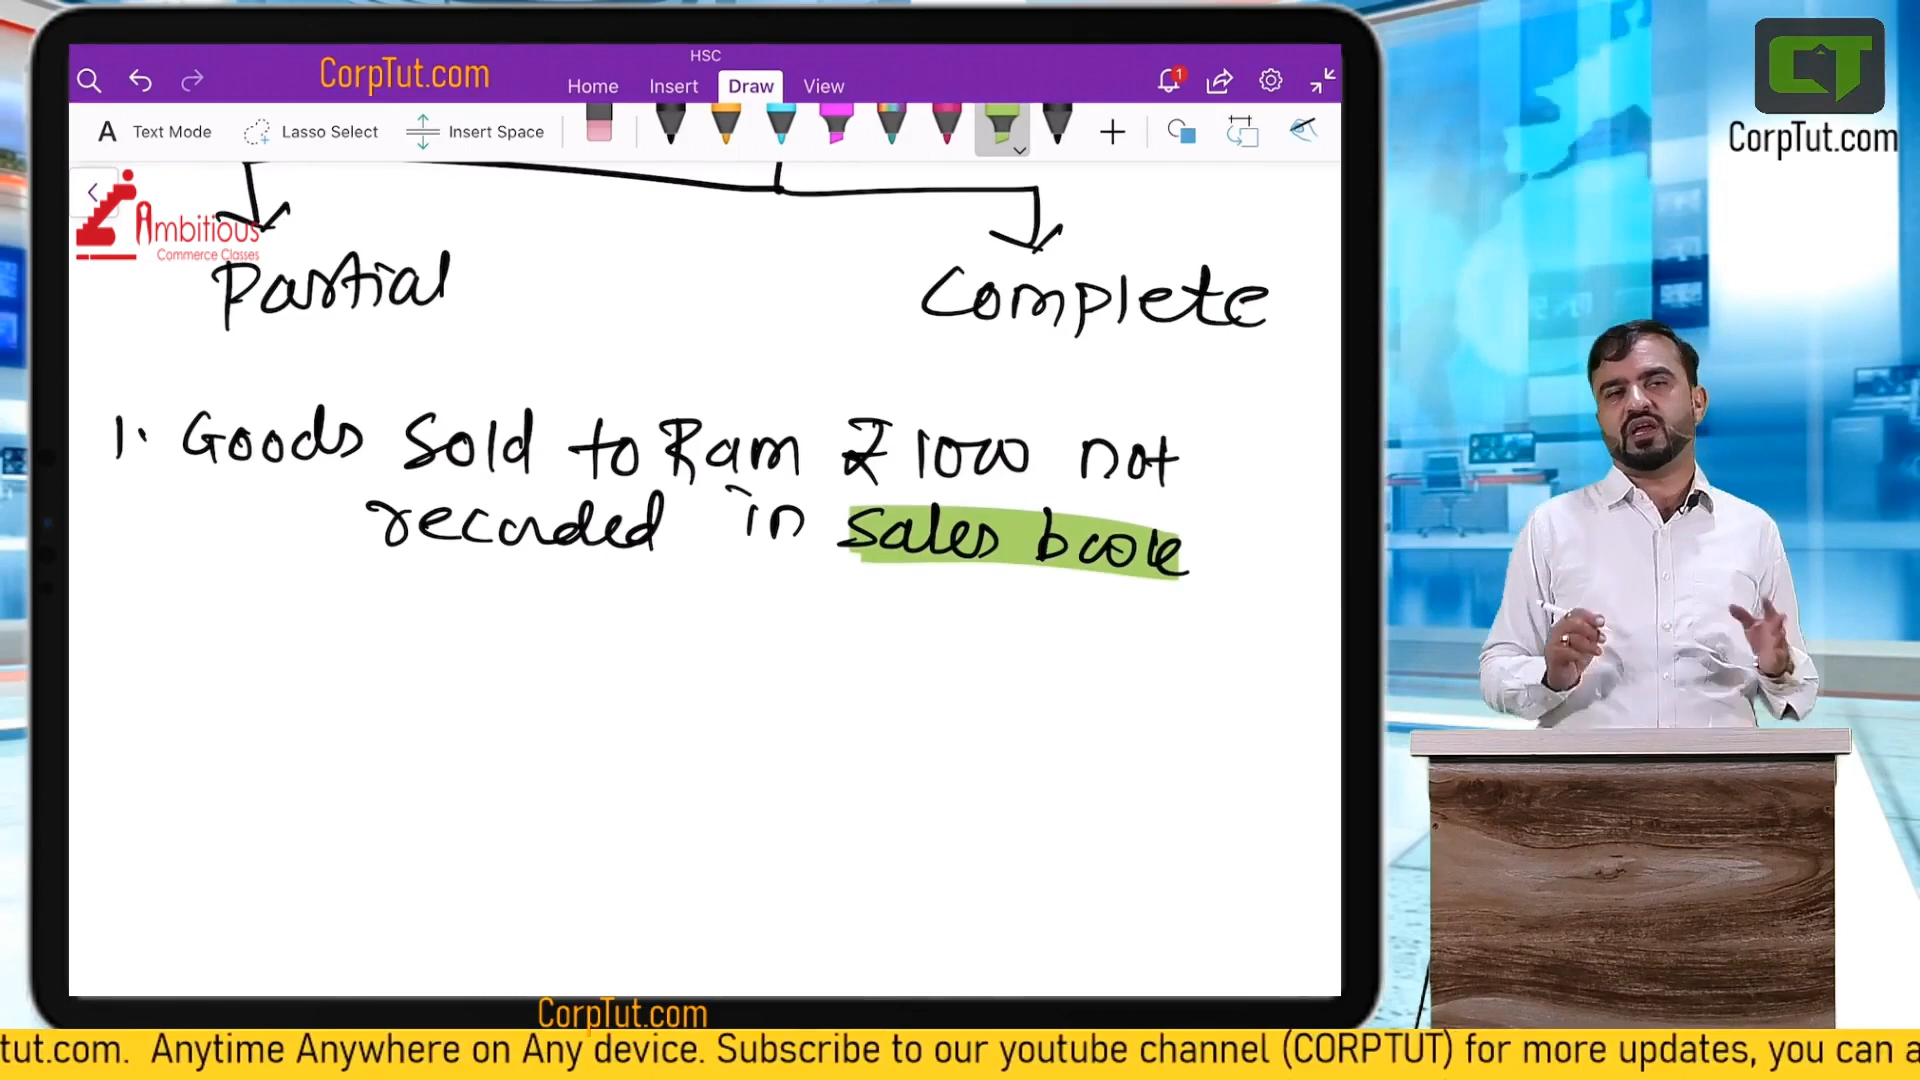 HSC
CorpTut.com
Home Insert Draw View
1
Text Mode Lasso Select Insert Space
CorpTut.com
Ambitious
Commerce Classes
Partial
Complete
1. Goods Sold to Ram ₹ 1000 not
recorded in sales book
CorpTut.com
tut.com. Anytime Anywhere on Any device. Subscribe to our youtube channel (CORPTUT) for more updates, you can a